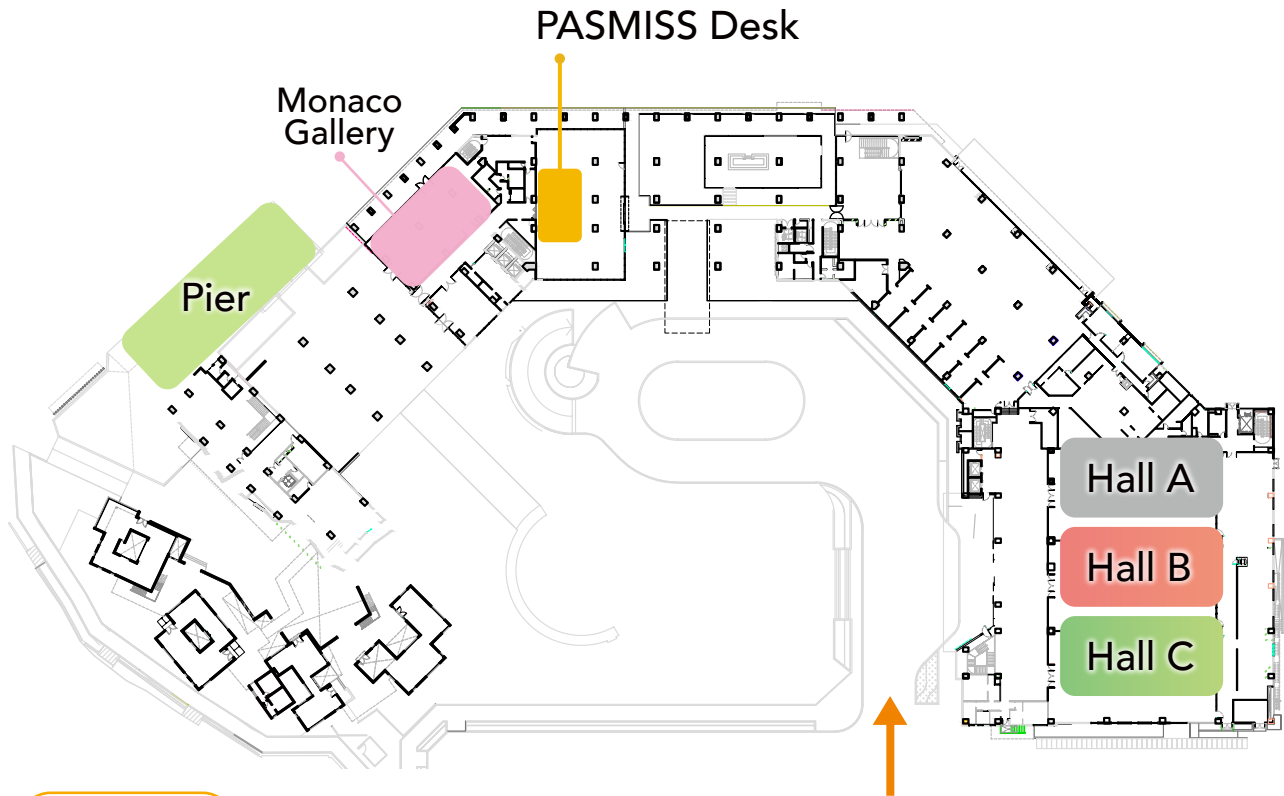 PASMISS Desk
Monaco
Gallery
Pier
Hall A
Hall B
Hall C